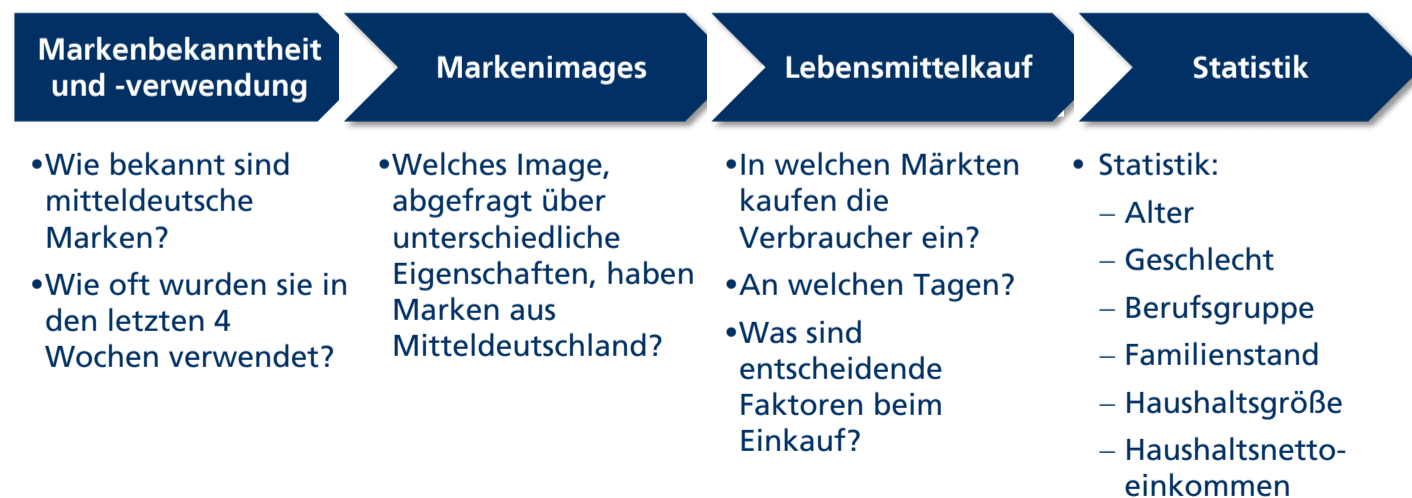 Markenbekanntheit
und -verwendung
•Wie bekannt sind
mitteldeutsche
Marken?
•Wie oft wurden sie in
den letzten 4
Wochen verwendet?
Markenimages
•Welches Image,
abgefragt über
unterschiedliche
Eigenschaften, haben
Marken aus
Mitteldeutschland?
Lebensmittelkauf
•In welchen Märkten
kaufen die
Verbraucher ein?
•An welchen Tagen?
•Was sind
entscheidende
Faktoren beim
Einkauf?
Statistik
• Statistik:
– Alter
– Geschlecht
– Berufsgruppe
– Familienstand
– Haushaltsgröße
– Haushaltsnetto-
einkommen